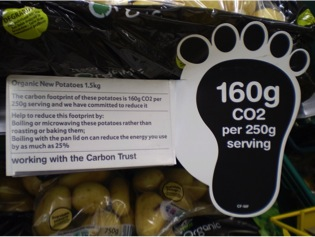 Organic New Potatoes 1.5kg
The carbon footprint of these potatoes is 160g CO2 per
250g serving and we have committed to reduce it
Help to reduce this footprint by:
Boiling or microwaving these potatoes rather than
roasting or baking them;
Boiling with the pan lid on can reduce the energy you use
by as much as 25%
working with the Carbon Trust
160g
CO2
per 250g
serving
Organic